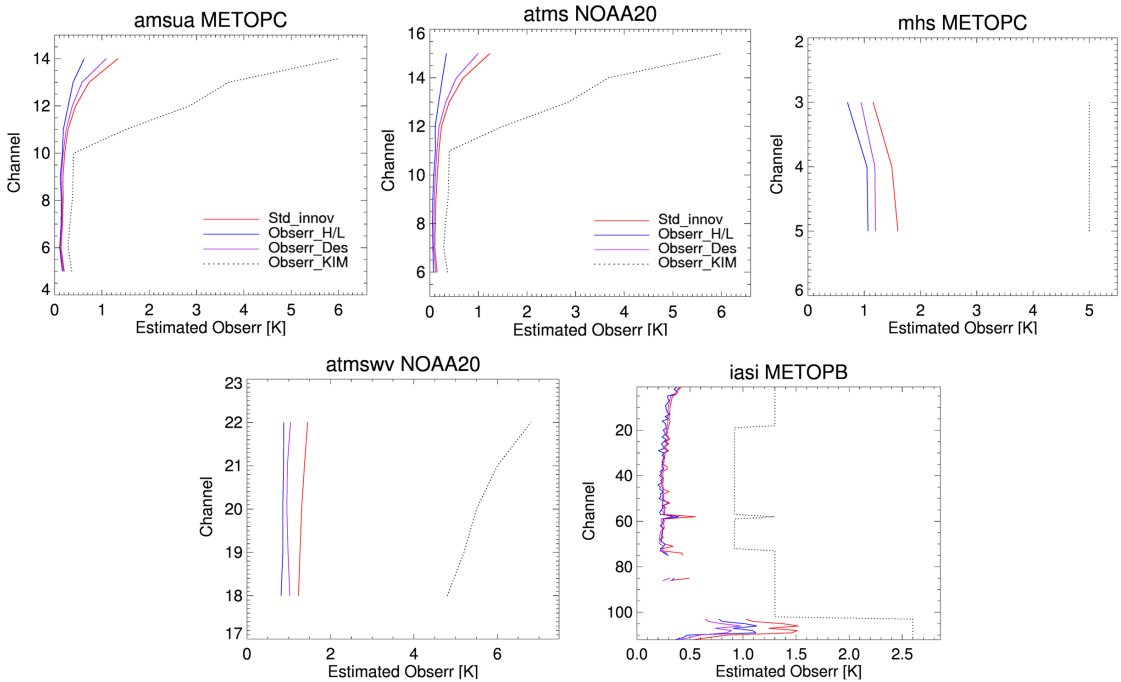 amsua METOPC
14
12
10
8
6
4
Channel
Std_innov
Obserr_H/L
Obserr_Des
Obserr_KIM
0 1 2 3 4 5 6
Estimated Obserr [K]
atms NOAA20
16
14
12
10
8
6
Channel
Std_innov
Obserr_H/L
Obserr_Des
Obserr_KIM
0 1 2 3 4 5 6
Estimated Obserr [K]
mhs METOPC
2
3
4
5
6
Channel
0 1 2 3 4 5
Estimated Obserr [K]
atmswv NOAA20
23
22
21
20
19
18
17
Channel
0 2 4 6
Estimated Obserr [K]
iasi METOPB
20
40
60
80
100
Channel
0.0 0.5 1.0 1.5 2.0 2.5
Estimated Obserr [K]